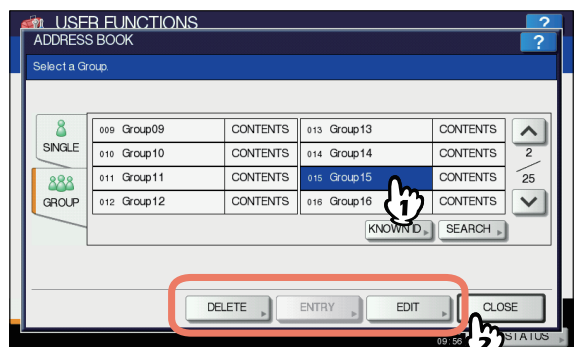 USER FUNCTIONS ?
ADDRESS BOOK ?
Select a Group.
SINGLE
GROUP
009 Group09 CONTENTS 013 Group13 CONTENTS
010 Group10 CONTENTS 014 Group14 CONTENTS
011 Group11 CONTENTS 015 Group15 CONTENTS
012 Group12 CONTENTS 016 Group16 CONTENTS
2
25
1
KNOWN ID SEARCH
DELETE ENTRY EDIT CLOSE
2
09:56 STATUS